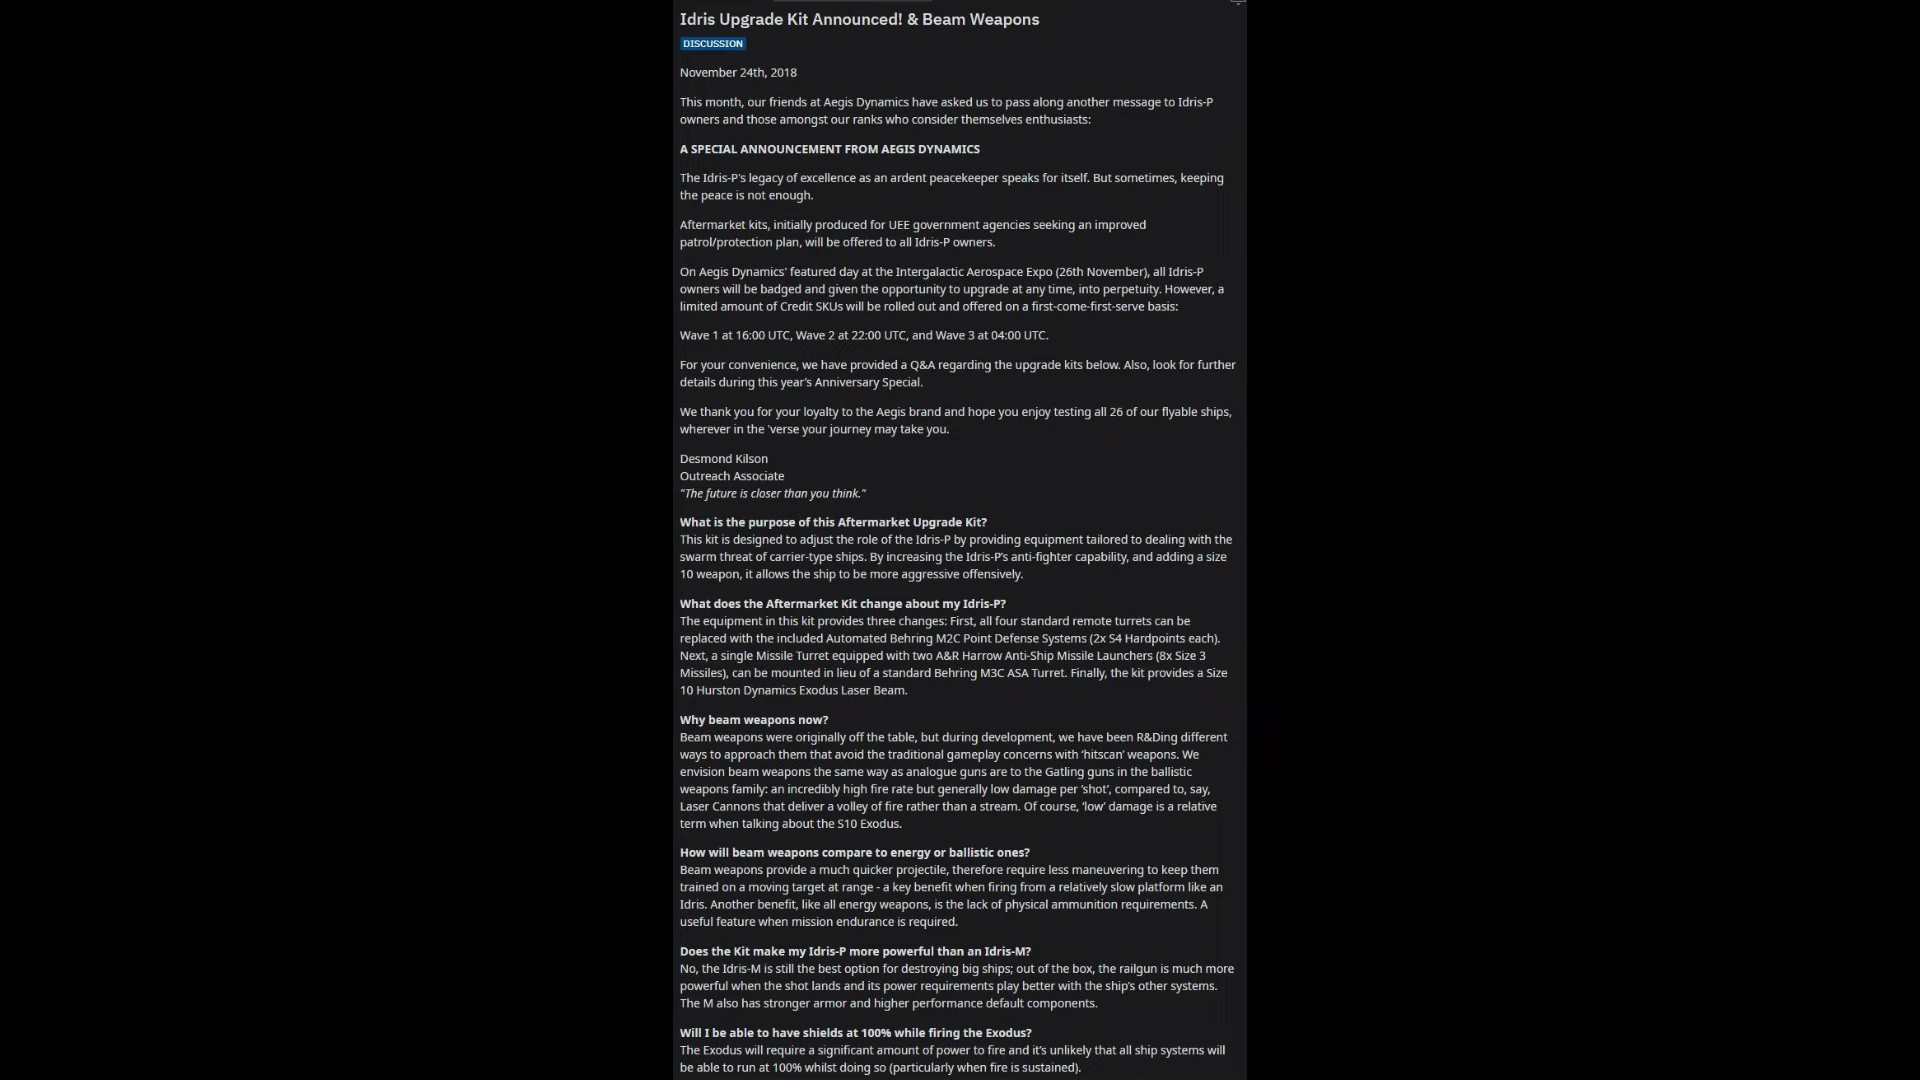 Idris Upgrade Kit Announced! & Beam Weapons
DISCUSSION
November 24th, 2018
This month, our friends at Aegis Dynamics have asked us to pass along another message to Idris-P
owners and those amongst our ranks who consider themselves enthusiasts:
A SPECIAL ANNOUNCEMENT FROM AEGIS DYNAMICS
The Idris-P's legacy of excellence as an ardent peacekeeper speaks for itself. But sometimes, keeping
the peace is not enough.
Aftermarket kits, initially produced for UEE government agencies seeking an improved
patrol/protection plan, will be offered to all Idris-P owners.
On Aegis Dynamics' featured day at the Intergalactic Aerospace Expo (26th November), all Idris-P
owners will be badged and given the opportunity to upgrade at any time, into perpetuity. However, a
limited amount of Credit SKUs will be rolled out and offered on a first-come-first-serve basis:
Wave 1 at 16:00 UTC, Wave 2 at 22:00 UTC, and Wave 3 at 04:00 UTC.
For your convenience, we have provided a Q&A regarding the upgrade kits below. Also, look for further
details during this year's Anniversary Special.
We thank you for your loyalty to the Aegis brand and hope you enjoy testing all 26 of our flyable ships,
wherever in the 'verse your journey may take you.
Desmond Kilson
Outreach Associate
"The future is closer than you think."
What is the purpose of this Aftermarket Upgrade Kit?
This kit is designed to adjust the role of the Idris-P by providing equipment tailored to dealing with the
swarm threat of carrier-type ships. By increasing the Idris-P's anti-fighter capability, and adding a size
10 weapon, it allows the ship to be more aggressive offensively.
What does the Aftermarket Kit change about my Idris-P?
The equipment in this kit provides three changes: First, all four standard remote turrets can be
replaced with the included Automated Behring M2C Point Defense Systems (2x S4 Hardpoints each).
Next, a single Missile Turret equipped with two A&R Harrow Anti-Ship Missile Launchers (8x Size 3
Missiles), can be mounted in lieu of a standard Behring M3C ASA Turret. Finally, the kit provides a Size
10 Hurston Dynamics Exodus Laser Beam.
Why beam weapons now?
Beam weapons were originally off the table, but during development, we have been R&Ding different
ways to approach them that avoid the traditional gameplay concerns with 'hitscan' weapons. We
envision beam weapons the same way as analogue guns are to the Gatling guns in the ballistic
weapons family: an incredibly high fire rate but generally low damage per 'shot', compared to, say,
Laser Cannons that deliver a volley of fire rather than a stream. Of course, 'low' damage is a relative
term when talking about the S10 Exodus.
How will beam weapons compare to energy or ballistic ones?
Beam weapons provide a much quicker projectile, therefore require less maneuvering to keep them
trained on a moving target at range - a key benefit when firing from a relatively slow platform like an
Idris. Another benefit, like all energy weapons, is the lack of physical ammunition requirements. A
useful feature when mission endurance is required.
Does the Kit make my Idris-P more powerful than an Idris-M?
No, the Idris-M is still the best option for destroying big ships; out of the box, the railgun is much more
powerful when the shot lands and its power requirements play better with the ship's other systems.
The M also has stronger armor and higher performance default components.
Will I be able to have shields at 100% while firing the Exodus?
The Exodus will require a significant amount of power to fire and it's unlikely that all ship systems will
be able to run at 100% whilst doing so (particularly when fire is sustained).